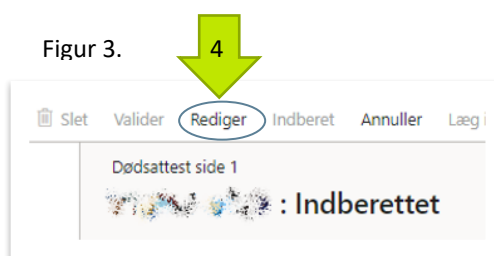 Figur 3.
4
Slet Valider Rediger Indberet Annuller Læg i
Dødsattest side 1
: Indberettet